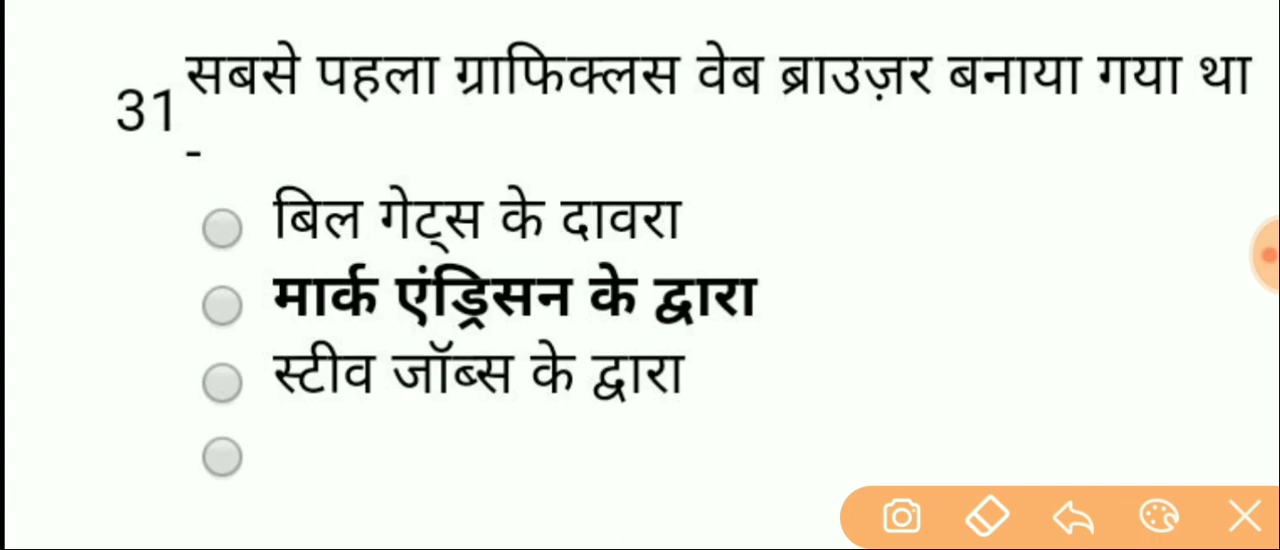 सबसे पहला ग्राफिक्लस वेब ब्राउज़र बनाया गया था
31
-
बिल गेट्स के दावरा
मार्क एंड्रिसन के द्वारा
स्टीव जॉब्स के द्वारा